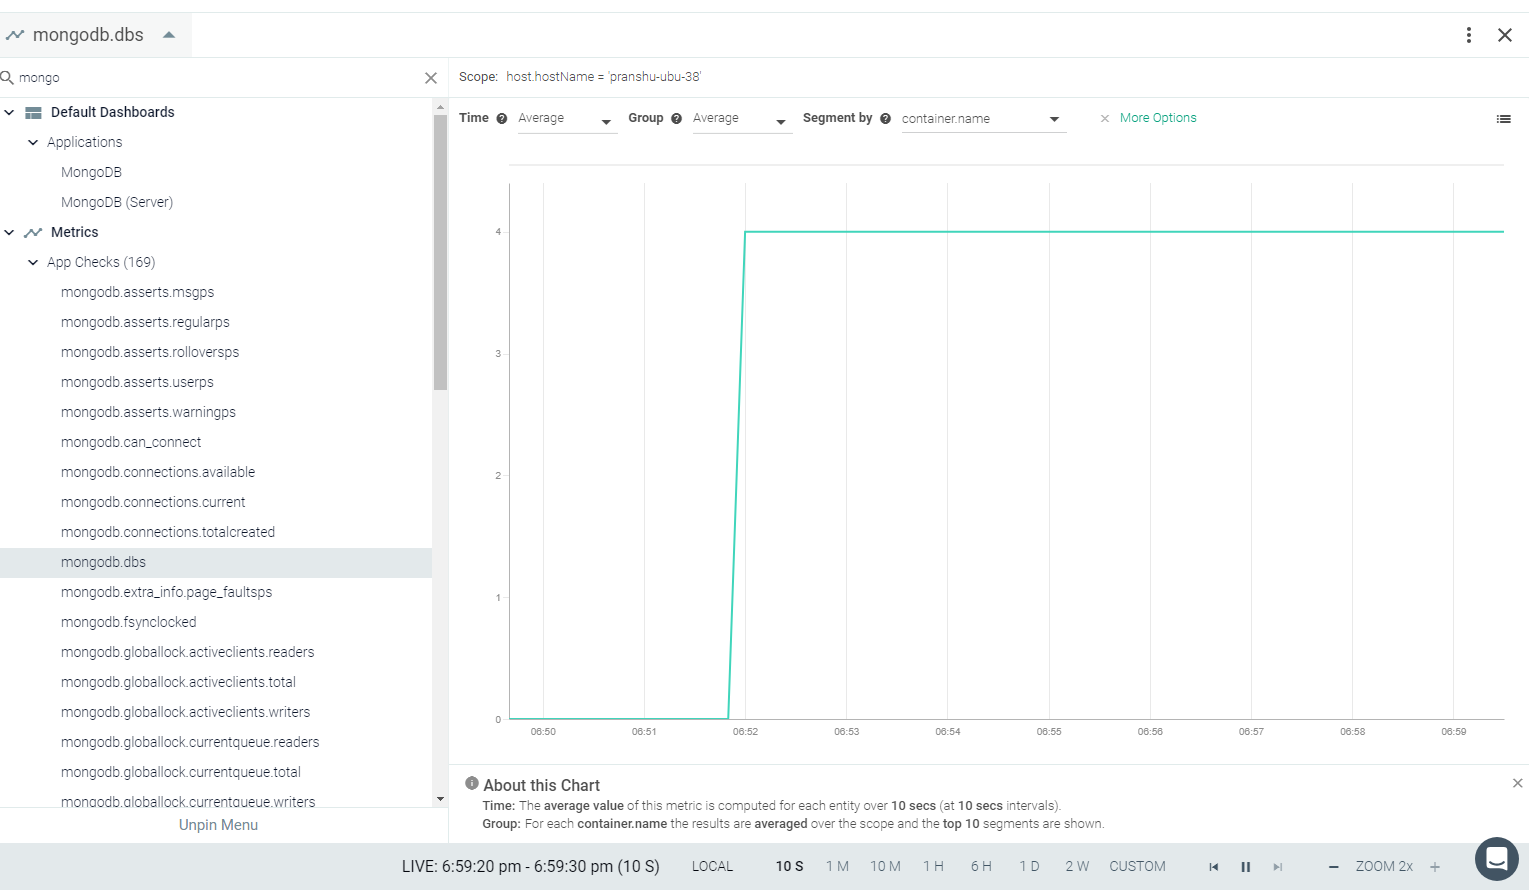 mongodb.dbs
mongo
Default Dashboards
Applications
MongoDB
MongoDB (Server)
Metrics
App Checks (169)
mongodb.asserts.msgps
mongodb.asserts.regularps
mongodb.asserts.rolloversps
mongodb.asserts.userps
mongodb.asserts.warningps
mongodb.can_connect
mongodb.connections.available
mongodb.connections.current
mongodb.connections.totalcreated
mongodb.dbs
mongodb.extra_info.page_faultsps
mongodb.fsynclocked
mongodb.globallock.activeclients.readers
mongodb.globallock.activeclients.total
mongodb.globallock.activeclients.writers
mongodb.globallock.currentqueue.readers
mongodb.globallock.currentqueue.total
mongodb.globallock.currentqueue.writers
Unpin Menu
Scope: host.hostName = 'pranshu-ubu-38'
Time ? Average Group ? Average Segment by ? container.name × More Options
4
3
2
1
0
06:50 06:51 06:52 06:53 06:54 06:55 06:56 06:57 06:58 06:59
About this Chart
Time: The average value of this metric is computed for each entity over 10 secs (at 10 secs intervals).
Group: For each container.name the results are averaged over the scope and the top 10 segments are shown.
LIVE: 6:59:20 pm - 6:59:30 pm (10 S) LOCAL 10 S 1 M 10 M 1 H 6 H 1 D 2 W CUSTOM ZOOM 2x